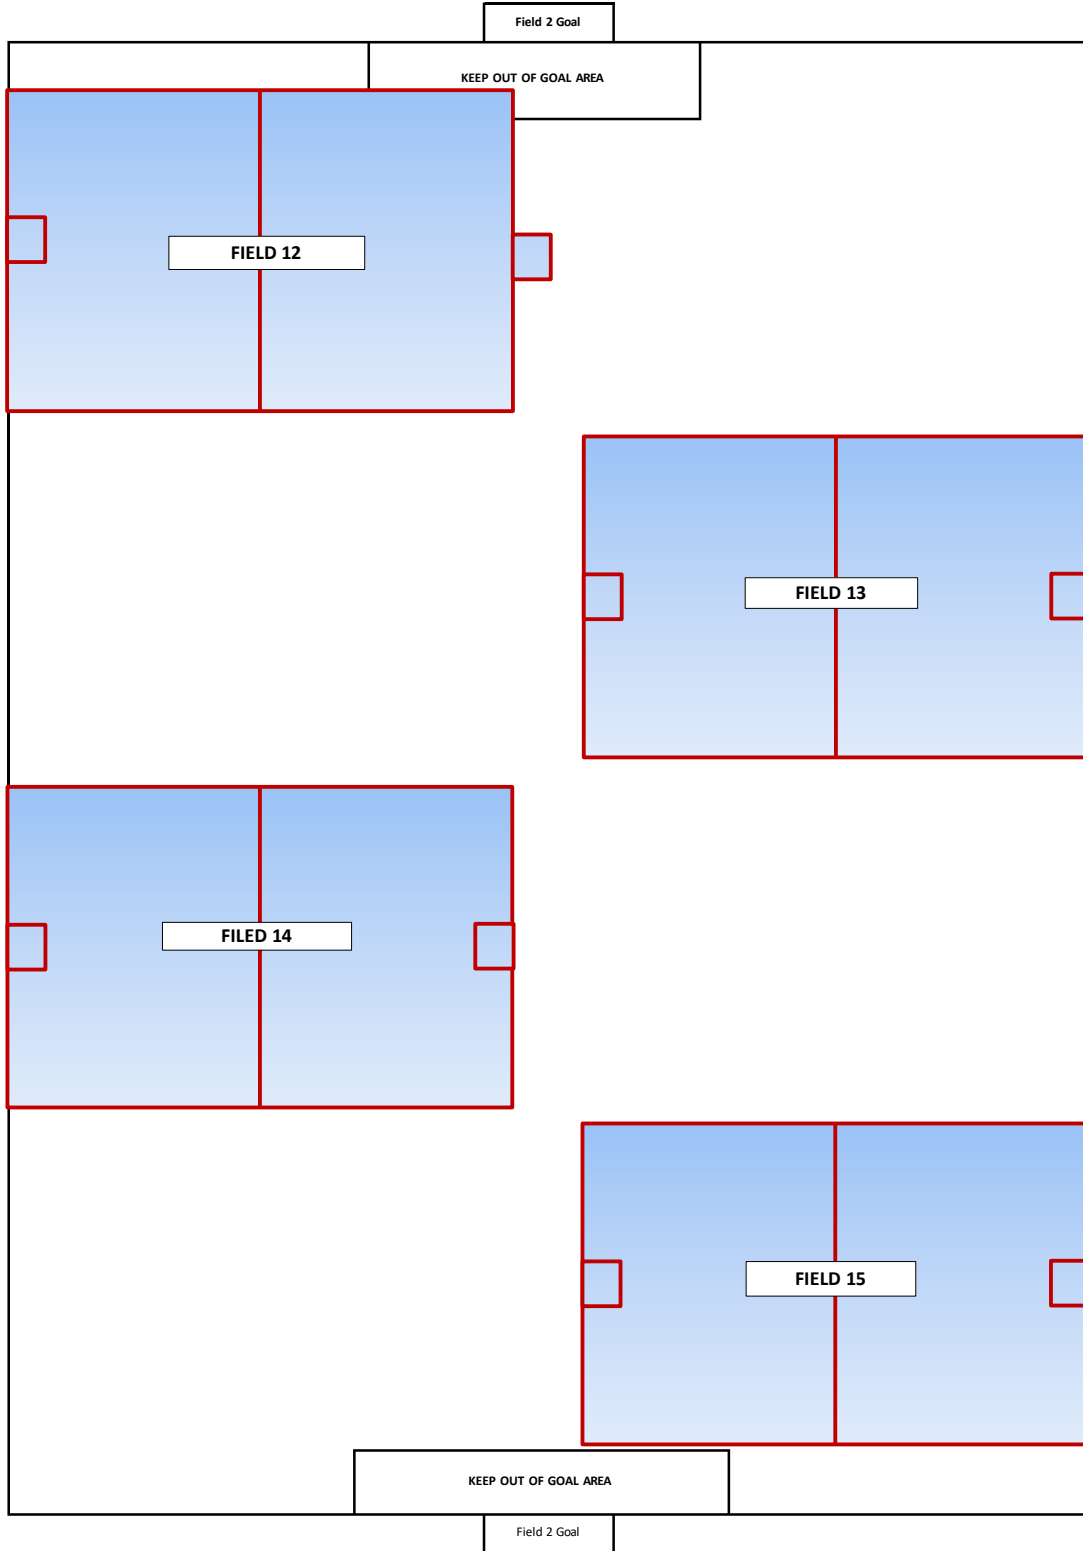 Field 2 Goal
KEEP OUT OF GOAL AREA
FIELD 12
FIELD 13
FILED 14
FIELD 15
KEEP OUT OF GOAL AREA
Field 2 Goal